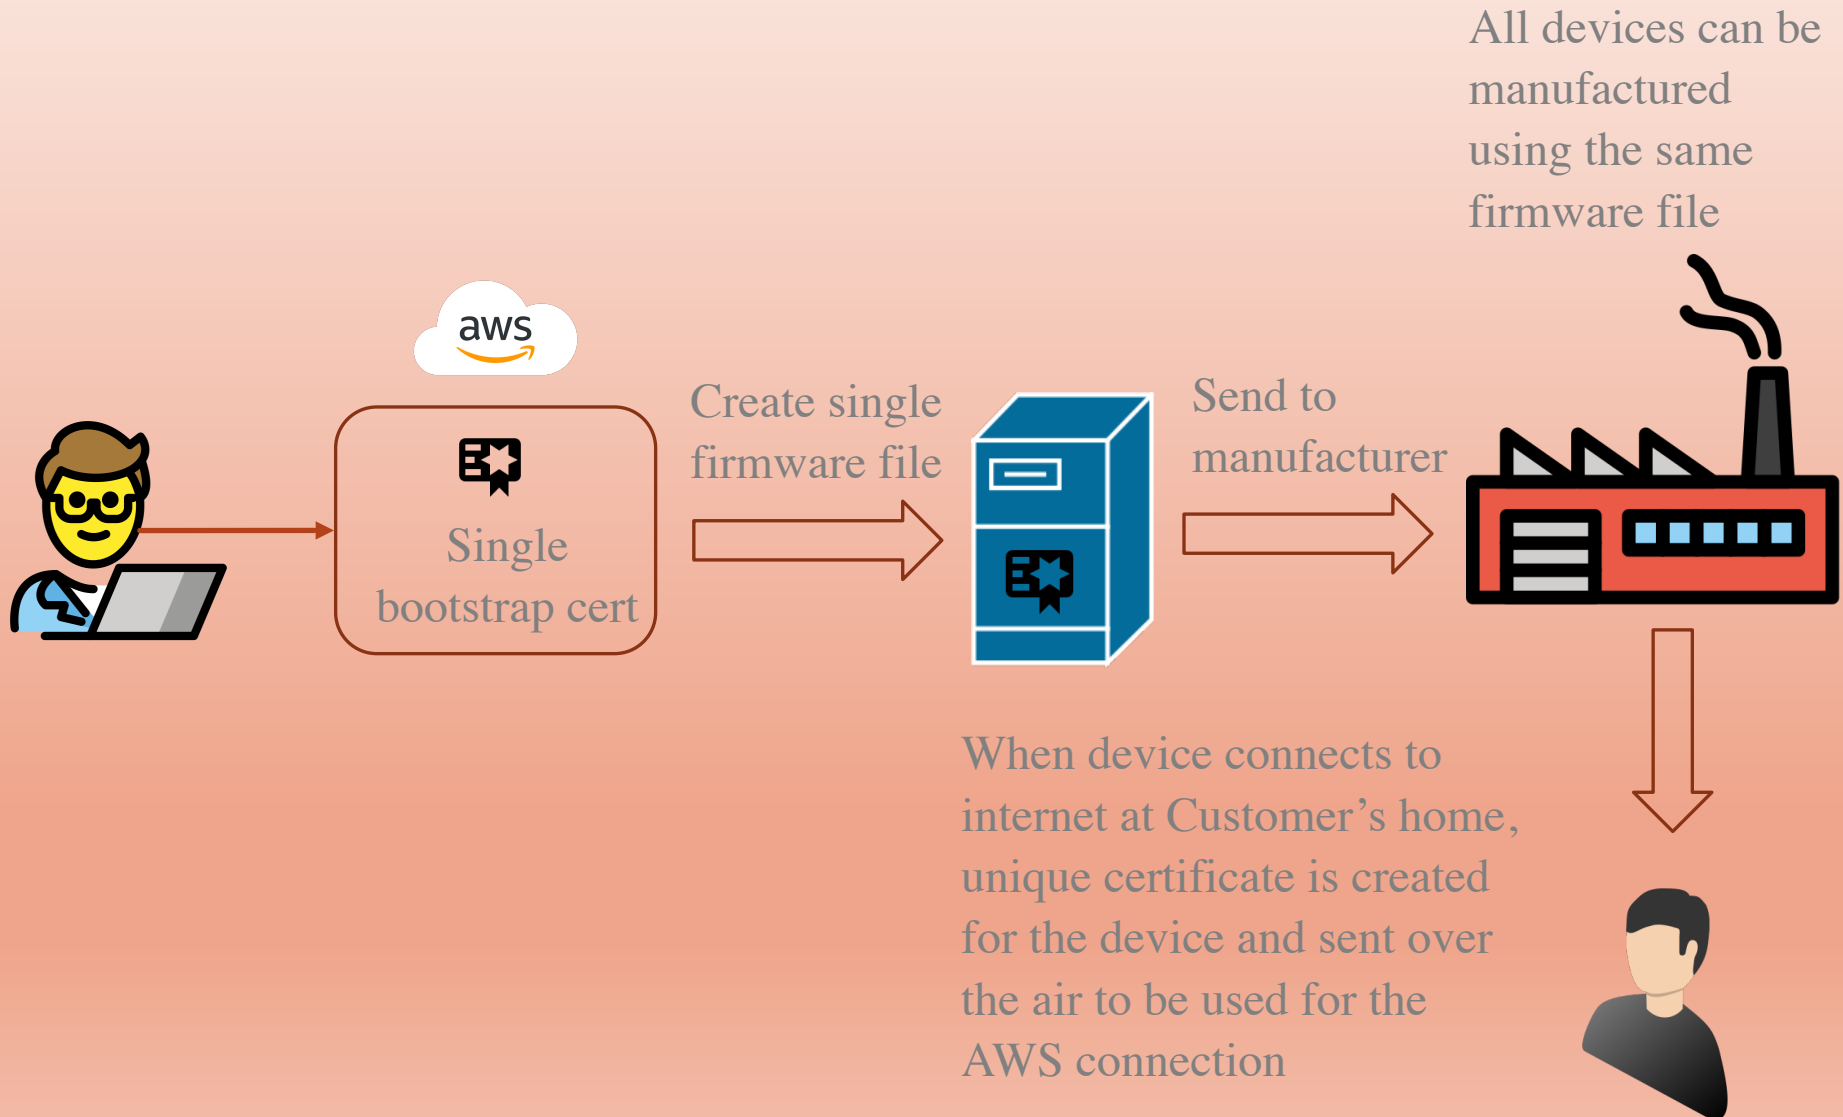 All devices can be
manufactured
using the same
firmware file
aws
Create single
firmware file
Send to
manufacturer
Single
bootstrap cert
When device connects to
internet at Customer’s home,
unique certificate is created
for the device and sent over
the air to be used for the
AWS connection